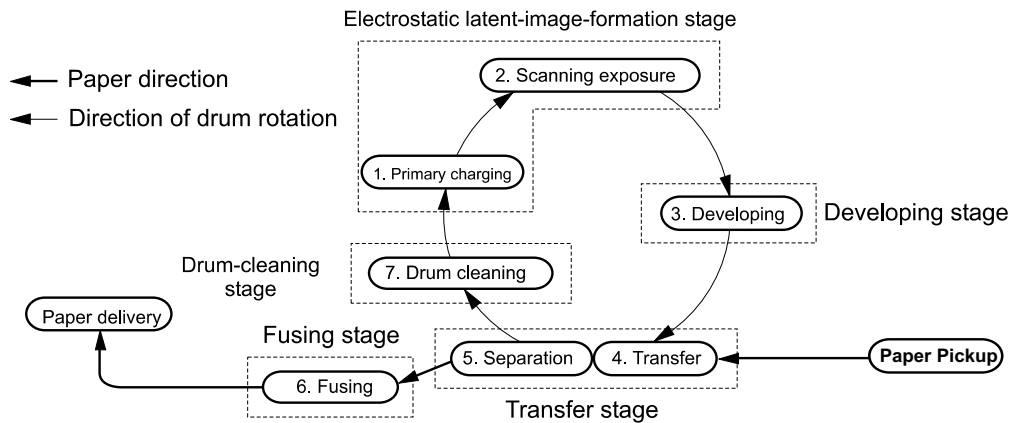 Electrostatic latent-image-formation stage
Paper direction
Direction of drum rotation
2. Scanning exposure
1. Primary charging
3. Developing
Developing stage
7. Drum cleaning
Drum-cleaning
stage
Paper delivery
Fusing stage
5. Separation
4. Transfer
Paper Pickup
6. Fusing
Transfer stage